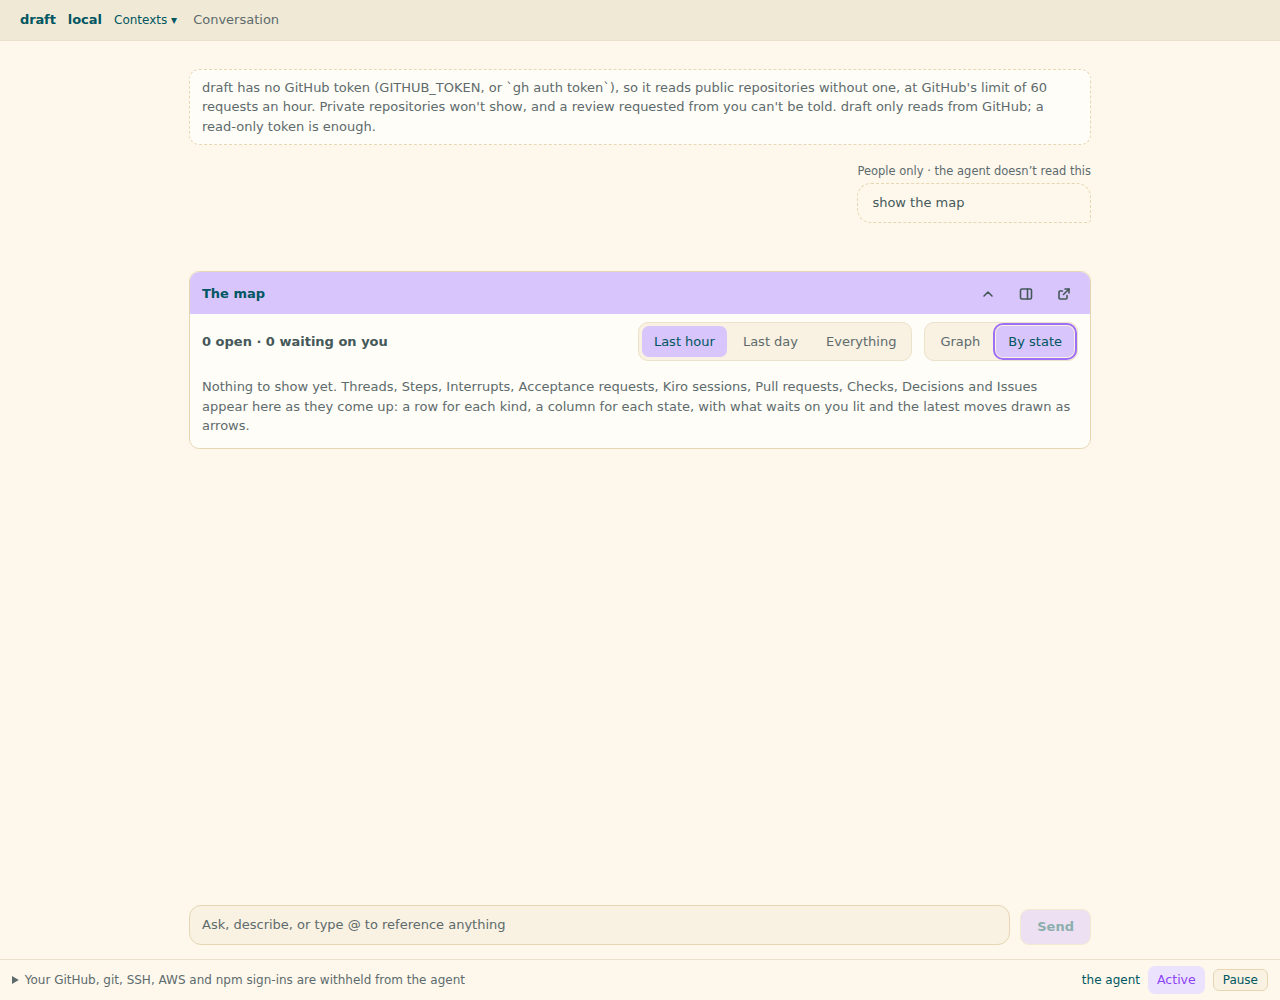 draft local Contexts ▾ Conversation
draft has no GitHub token (GITHUB_TOKEN, or `gh auth token`), so it reads public repositories without one, at GitHub's limit of 60
requests an hour. Private repositories won't show, and a review requested from you can't be told. draft only reads from GitHub; a
read-only token is enough.
People only · the agent doesn’t read this
show the map
The map
0 open · 0 waiting on you Last hour Last day Everything Graph By state
Nothing to show yet. Threads, Steps, Interrupts, Acceptance requests, Kiro sessions, Pull requests, Checks, Decisions and Issues
appear here as they come up: a row for each kind, a column for each state, with what waits on you lit and the latest moves drawn as
arrows.
Ask, describe, or type @ to reference anything Send
▶ Your GitHub, git, SSH, AWS and npm sign-ins are withheld from the agent the agent Active Pause